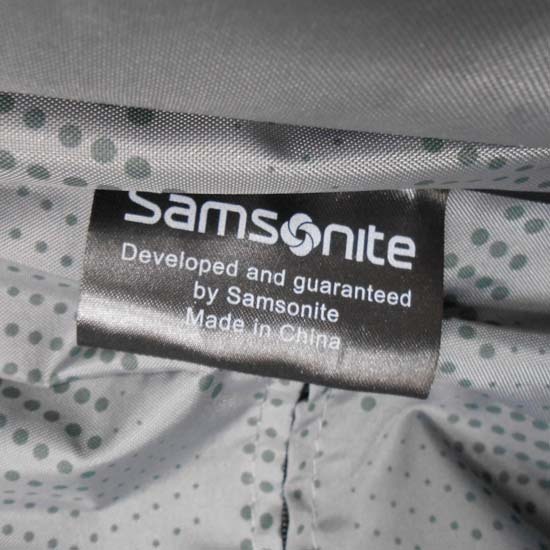 Samsonite
Developed and guaranteed
by Samsonite
Made in China